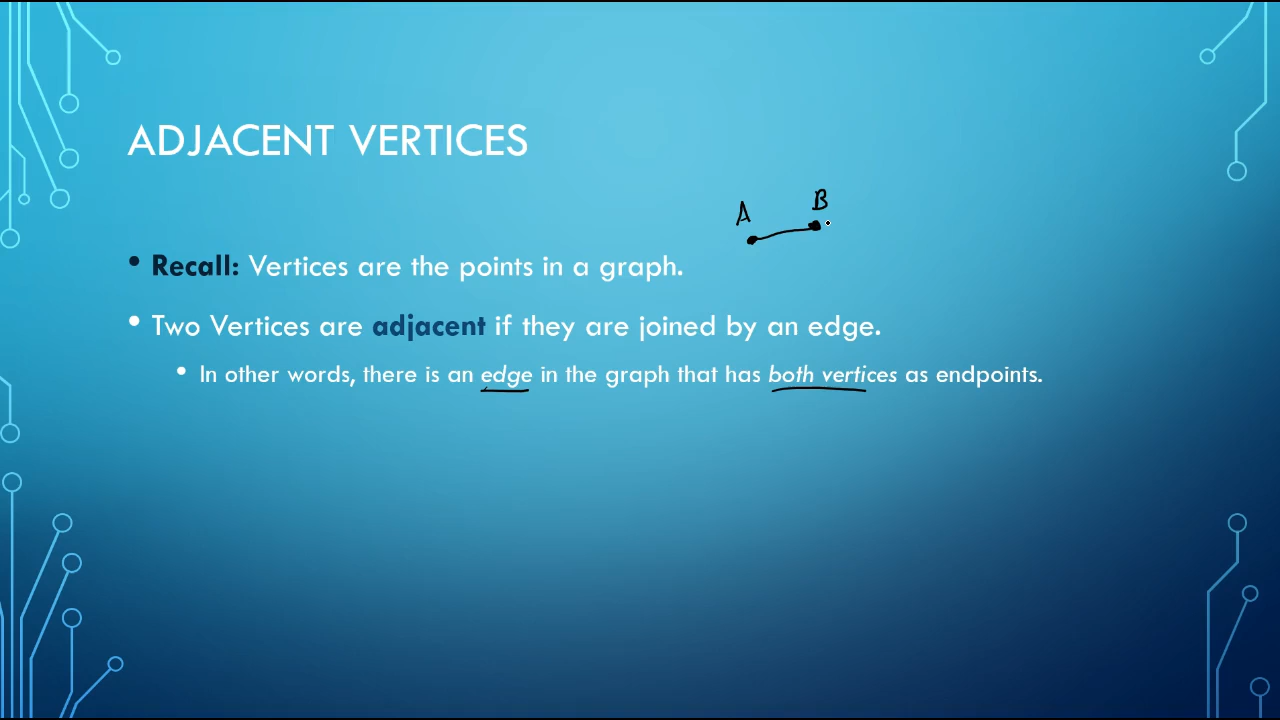 ADJACENT VERTICES
A B
• Recall: Vertices are the points in a graph.
• Two Vertices are adjacent if they are joined by an edge.
• In other words, there is an edge in the graph that has both vertices as endpoints.